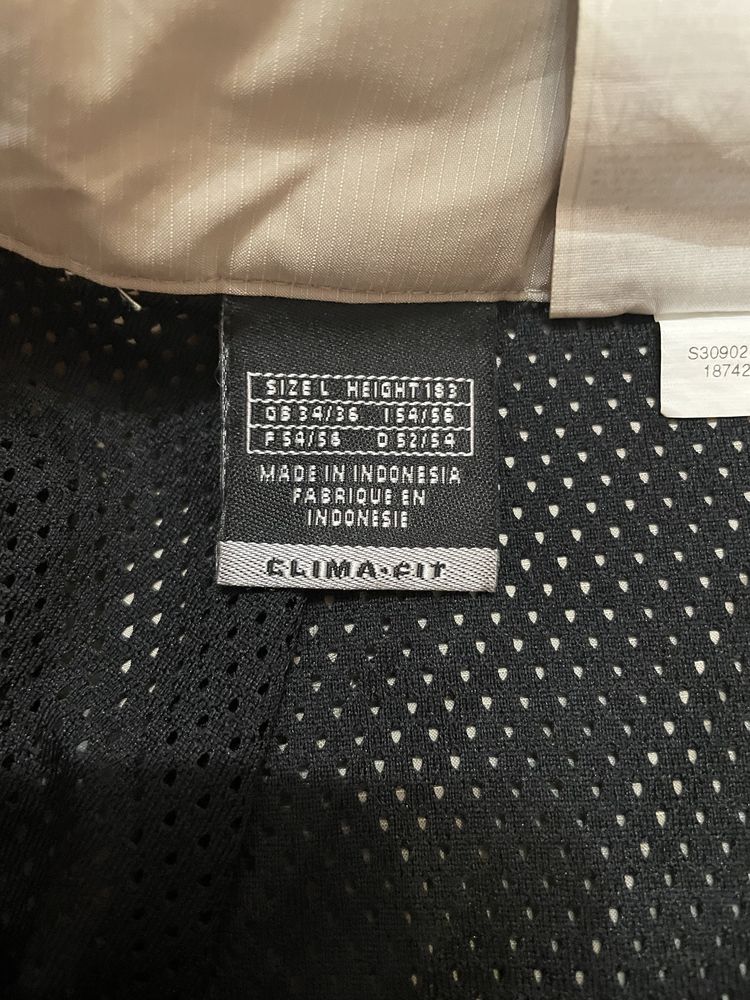 SIZE L HEIGHT 183
GB 34/36 I 54/56
F 54/56 D 52/54
MADE IN INDONESIA
FABRIQUE EN
INDONESIE
CLIMA•FIT
S30902
18742